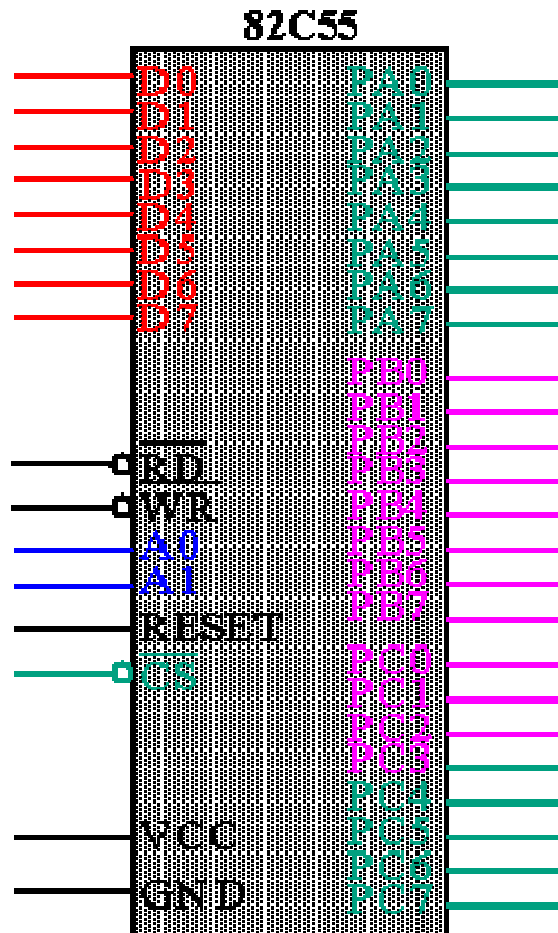 82C55
D0
D1
D2
D3
D4
D5
D6
D7
RD
WR
A0
A1
RESET
CS
VCC
GND
PA0
PA1
PA2
PA3
PA4
PA5
PA6
PA7
PB0
PB1
PB2
PB3
PB4
PB5
PB6
PB7
PC0
PC1
PC2
PC3
PC4
PC5
PC6
PC7